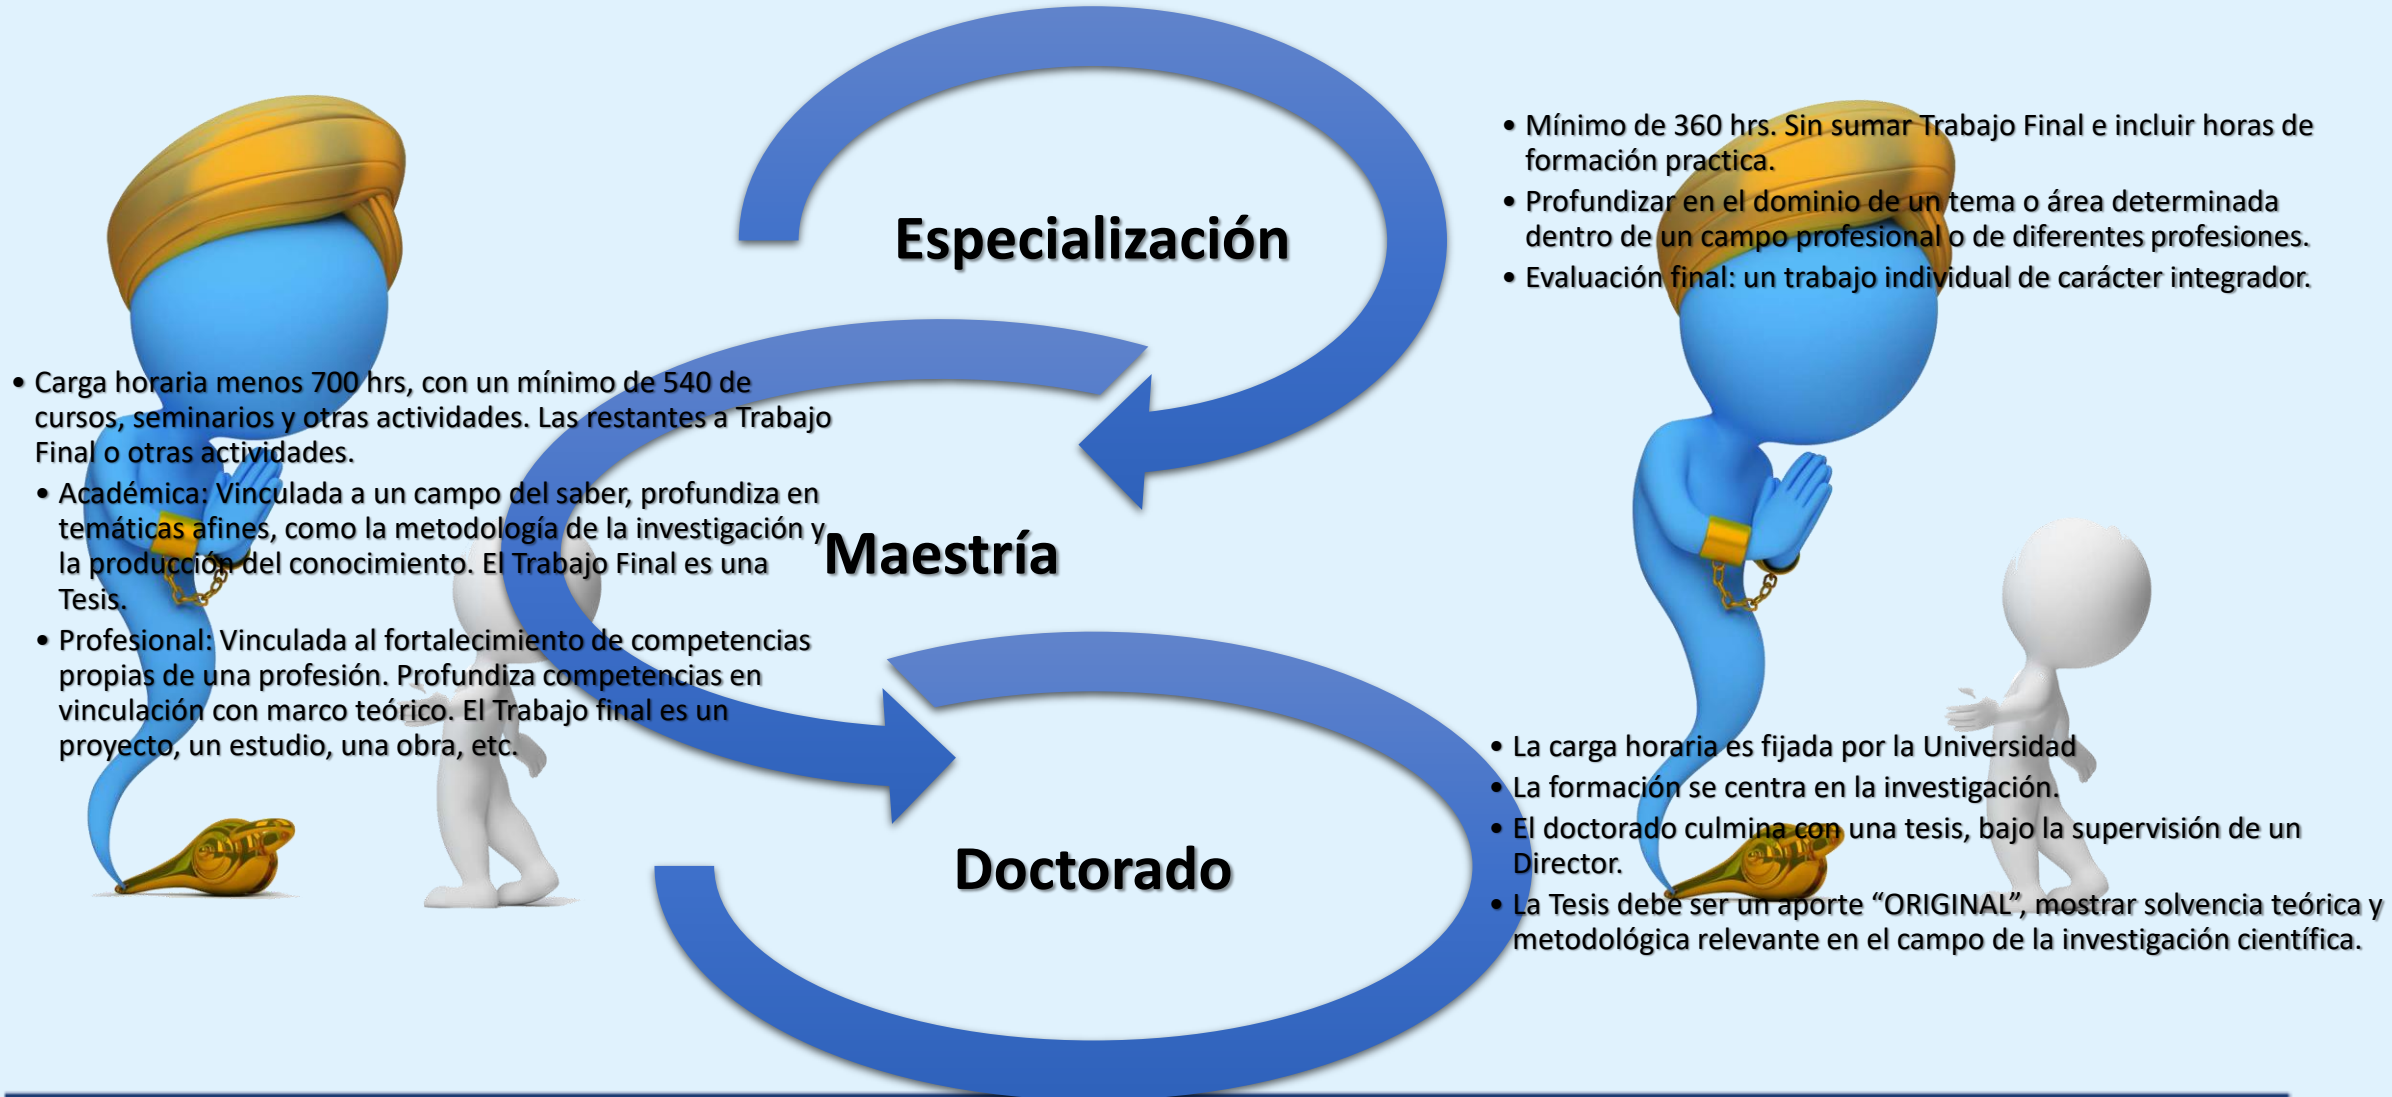 Especialización
• Mínimo de 360 hrs. Sin sumar Trabajo Final e incluir horas de
formación practica.
• Profundizar en el dominio de un tema o área determinada
dentro de un campo profesional o de diferentes profesiones.
• Evaluación final: un trabajo individual de carácter integrador.
Maestría
• Carga horaria menos 700 hrs, con un mínimo de 540 de
cursos, seminarios y otras actividades. Las restantes a Trabajo
Final o otras actividades.
• Académica: Vinculada a un campo del saber, profundiza en
temáticas afines, como la metodología de la investigación y
la producción del conocimiento. El Trabajo Final es una
Tesis.
• Profesional: Vinculada al fortalecimiento de competencias
propias de una profesión. Profundiza competencias en
vinculación con marco teórico. El Trabajo final es un
proyecto, un estudio, una obra, etc.
Doctorado
• La carga horaria es fijada por la Universidad
• La formación se centra en la investigación.
• El doctorado culmina con una tesis, bajo la supervisión de un
Director.
• La Tesis debe ser un aporte “ORIGINAL”, mostrar solvencia teórica y
metodológica relevante en el campo de la investigación científica.